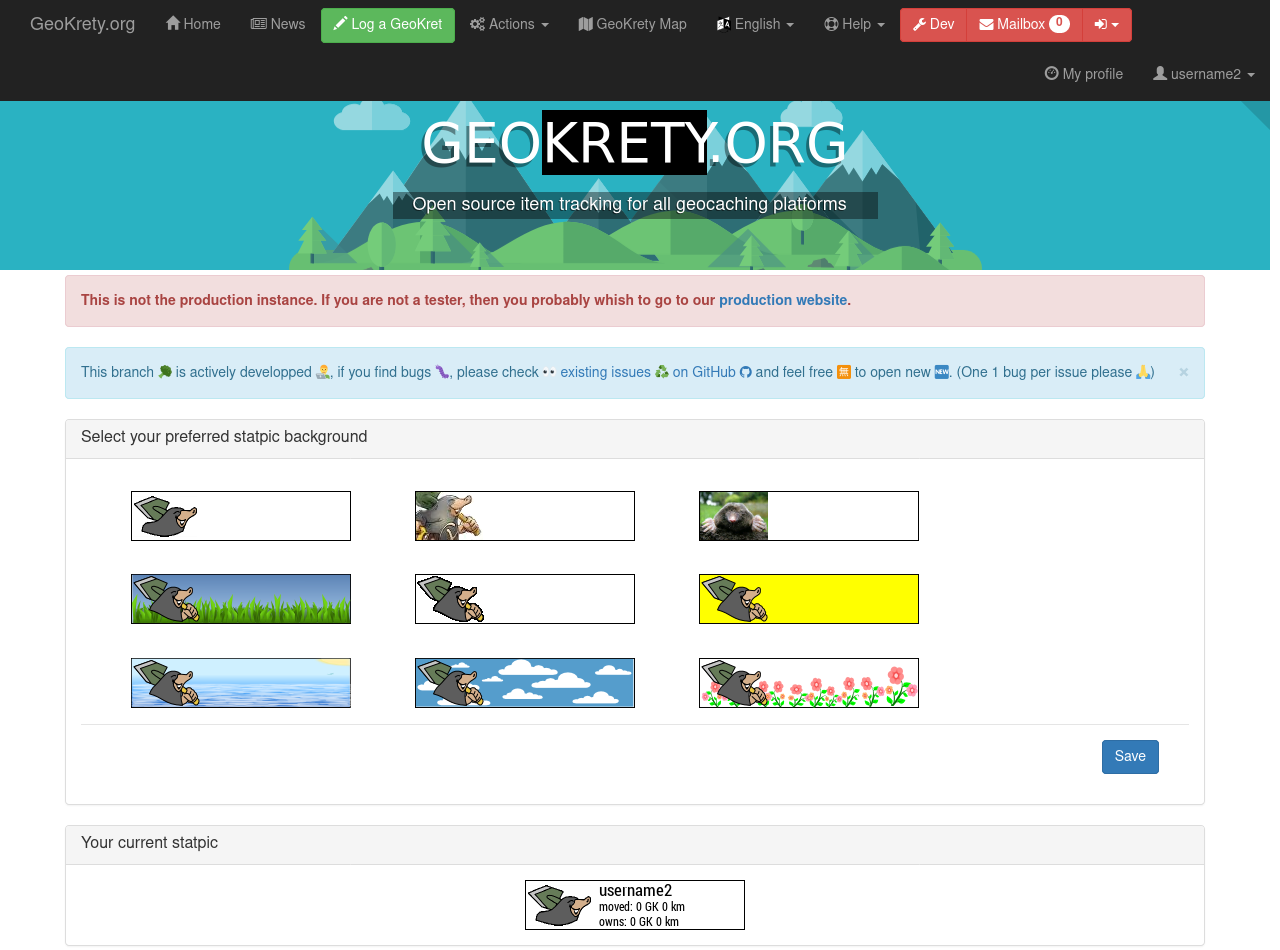 GeoKrety.org Home News Log a GeoKret Actions GeoKrety Map English Help Dev Mailbox 0
My profile username2
GEOKRETY.ORG
Open source item tracking for all geocaching platforms
This is not the production instance. If you are not a tester, then you probably whish to go to our production website.
This branch 🌳 is actively developped 👨‍🔬, if you find bugs 🐛, please check 👀 existing issues ♻ on GitHub and feel free 🈚 to open new 🆕. (One 1 bug per issue please 🙏) ×
Select your preferred statpic background
Save
Your current statpic
username2
moved: 0 GK 0 km
owns: 0 GK 0 km